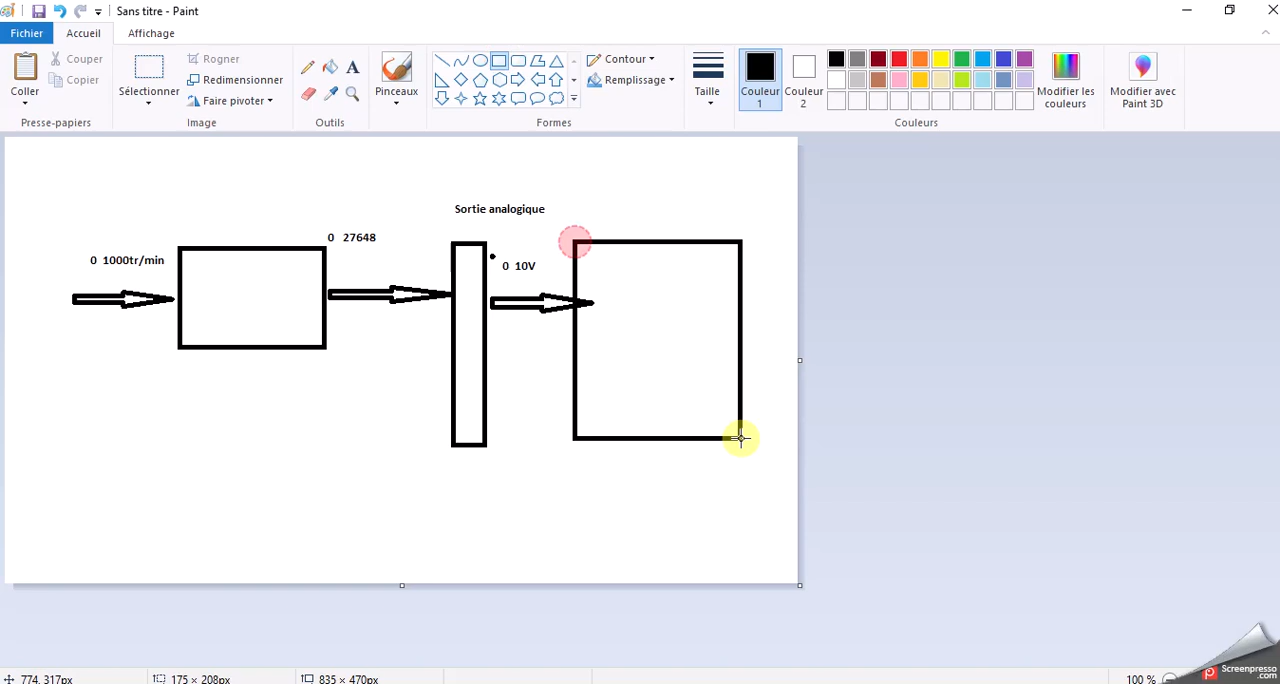 Sans titre - Paint
Fichier
Accueil
Affichage
Coller
Couper
Copier
Presse-papiers
Sélectionner
Rogner
Redimensionner
Faire pivoter
Image
A
Outils
Pinceaux
Contour
Remplissage
Formes
Taille
Couleur
1
Couleur
2
Modifier les
couleurs
Couleurs
Modifier avec
Paint 3D
Sortie analogique
0 27648
0 1000tr/min
0 10V
774, 317px
175 × 208px
835 × 470px
100 %
Screenpresso
.com